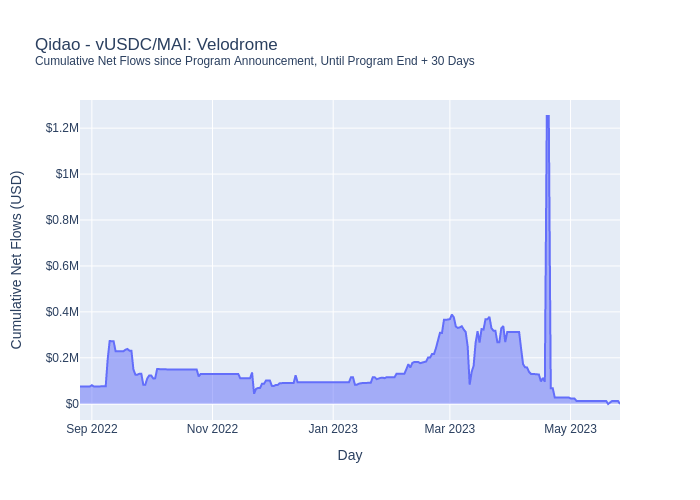 Qidao - vUSDC/MAI: Velodrome
Cumulative Net Flows since Program Announcement, Until Program End + 30 Days
Cumulative Net Flows (USD)
$1.2M
$1M
$0.8M
$0.6M
$0.4M
$0.2M
$0
Sep 2022
Nov 2022
Jan 2023
Mar 2023
May 2023
Day